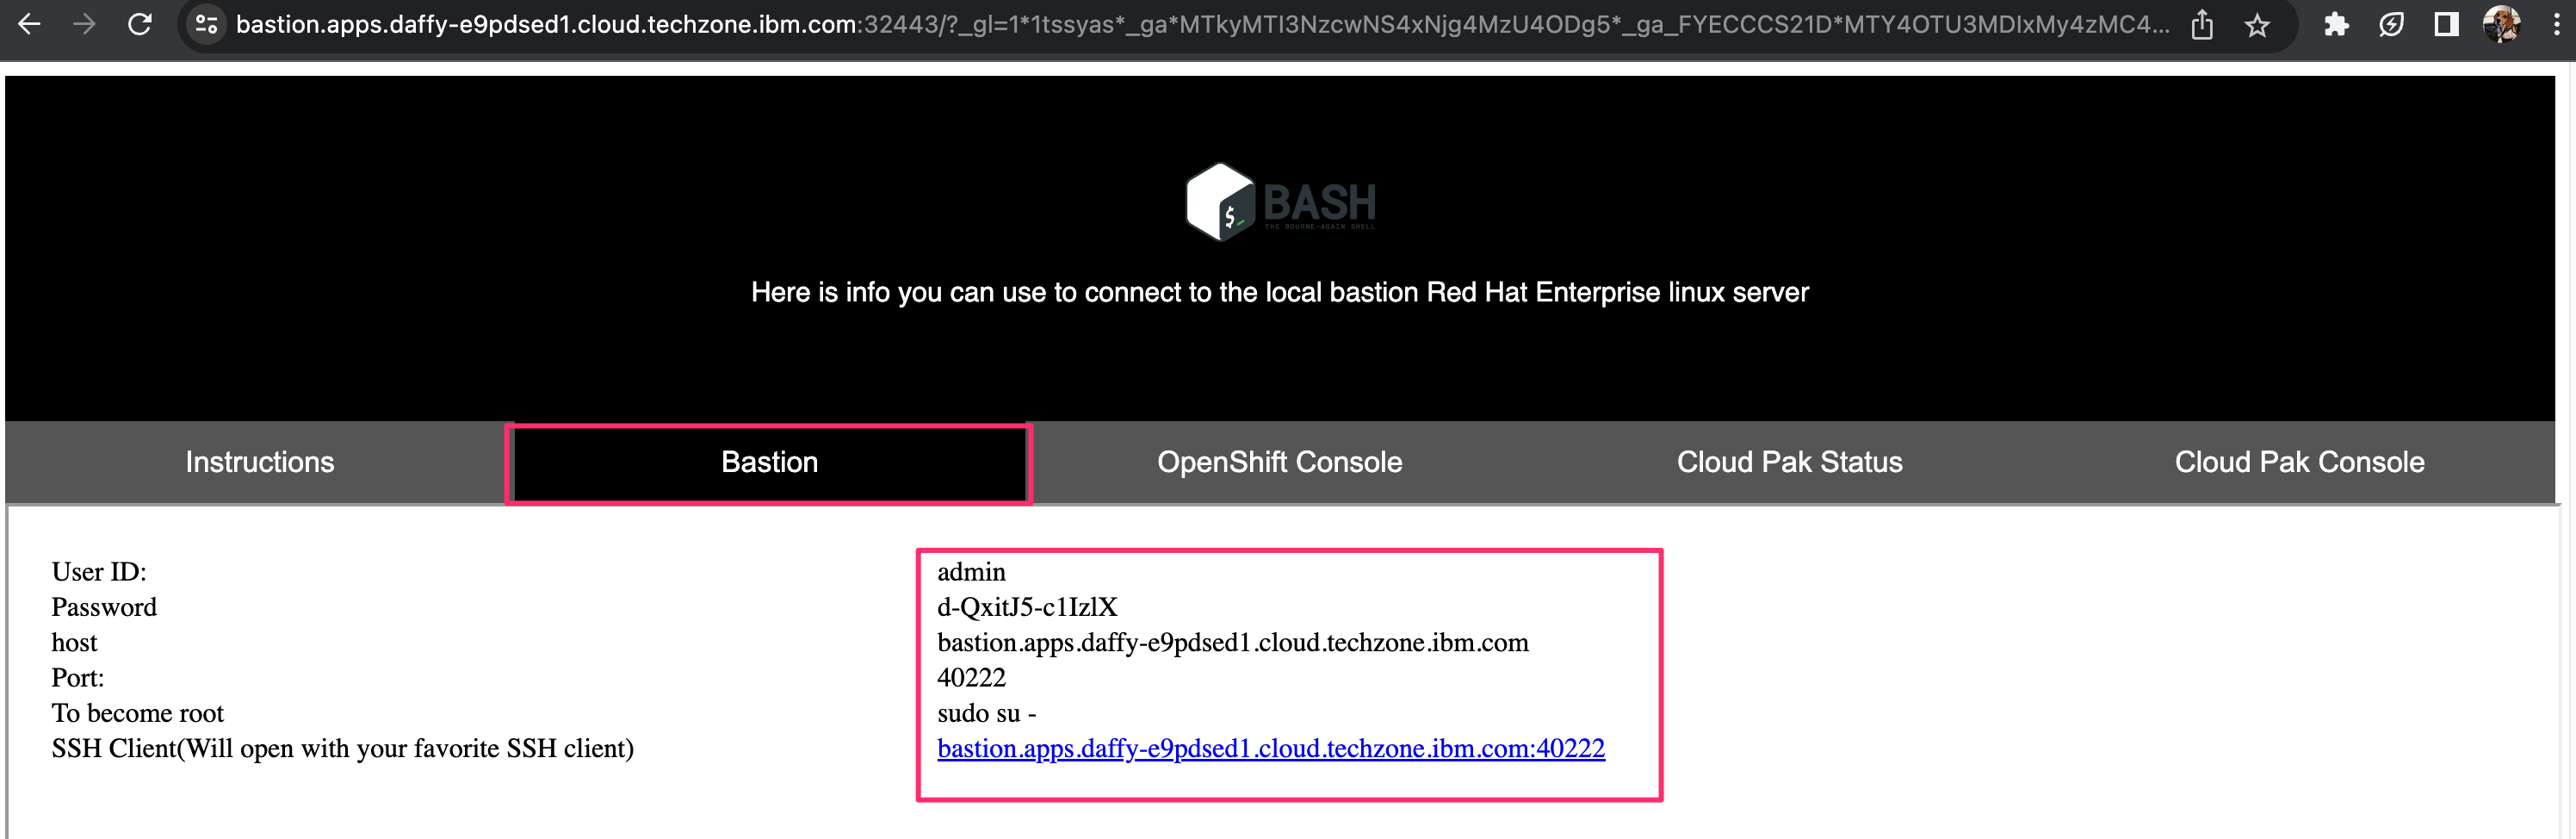 bastion.apps.daffy-e9pdsed1.cloud.techzone.ibm.com:32443/?_gl=1*1tssyas*_ga*MTkyMTI3NzcwNS4xNjg4MzU4ODg5*_ga_FYECCCS21D*MTY4OTU3MDIxMy4zMC4...
$_
BASH
THE BOURNE-AGAIN SHELL
Here is info you can use to connect to the local bastion Red Hat Enterprise linux server
Instructions Bastion OpenShift Console Cloud Pak Status Cloud Pak Console
User ID: admin
Password d-QxitJ5-c1IzlX
host bastion.apps.daffy-e9pdsed1.cloud.techzone.ibm.com
Port: 40222
To become root sudo su -
SSH Client(Will open with your favorite SSH client) bastion.apps.daffy-e9pdsed1.cloud.techzone.ibm.com:40222